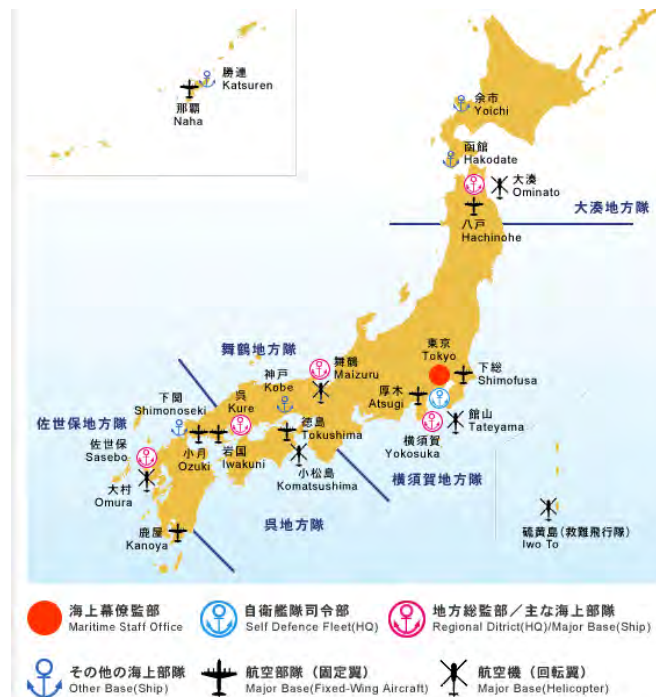 勝連
Katsuren
那覇
Naha
余市
Yoichi
函館
Hakodate
大湊
Ominato
大湊地方隊
八戸
Hachinohe
東京
Tokyo
下総
Shimofusa
舞鶴地方隊
舞鶴
Maizuru
神戸
Kobe
厚木
Atsugi
下関
Shimonoseki
呉
Kure
館山
Tateyama
佐世保地方隊
徳島
Tokushima
横須賀
Yokosuka
佐世保
Sasebo
小月
Ozuki
岩国
Iwakuni
小松島
Komatsushima
横須賀地方隊
大村
Omura
硫黄島(救難飛行隊)
Iwo To
鹿屋
Kanoya
呉地方隊
海上幕僚監部
Maritime Staff Office
自衛艦隊司令部
Self Defence Fleet(HQ)
地方総監部/主な海上部隊
Regional Ditrict(HQ)/Major Base(Ship)
その他の海上部隊
Other Base(Ship)
航空部隊(固定翼)
Major Base(Fixed-Wing Aircraft)
航空機(回転翼)
Major Base(Helicopter)